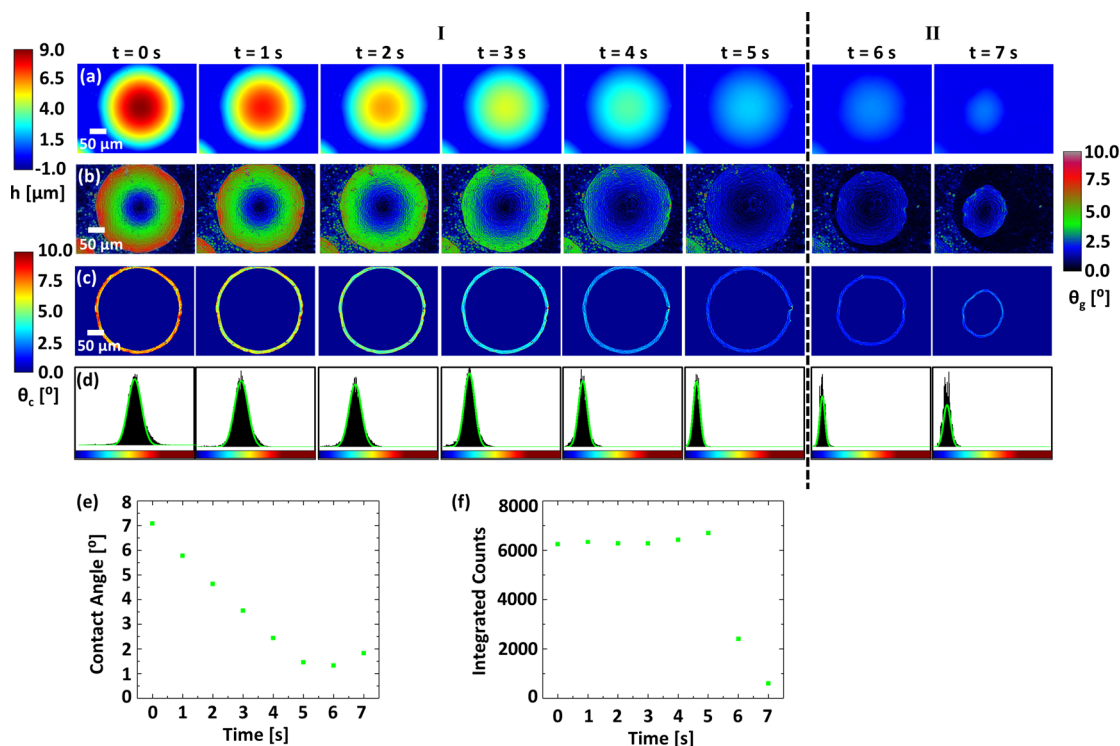 I II
t = 0 s t = 1 s t = 2 s t = 3 s t = 4 s t = 5 s t = 6 s t = 7 s
9.0
6.5
4.0
1.5
-1.0
h [µm]
(a)
50 µm
(b)
50 µm
10.0
7.5
5.0
2.5
0.0
θg [º]
10.0
7.5
5.0
2.5
0.0
θc [º]
(c)
50 µm
(d)
(e)
8
7
6
5
4
3
2
1
0
Contact Angle [º]
0 1 2 3 4 5 6 7
Time [s]
(f)
8000
6000
4000
2000
0
Integrated Counts
0 1 2 3 4 5 6 7
Time [s]